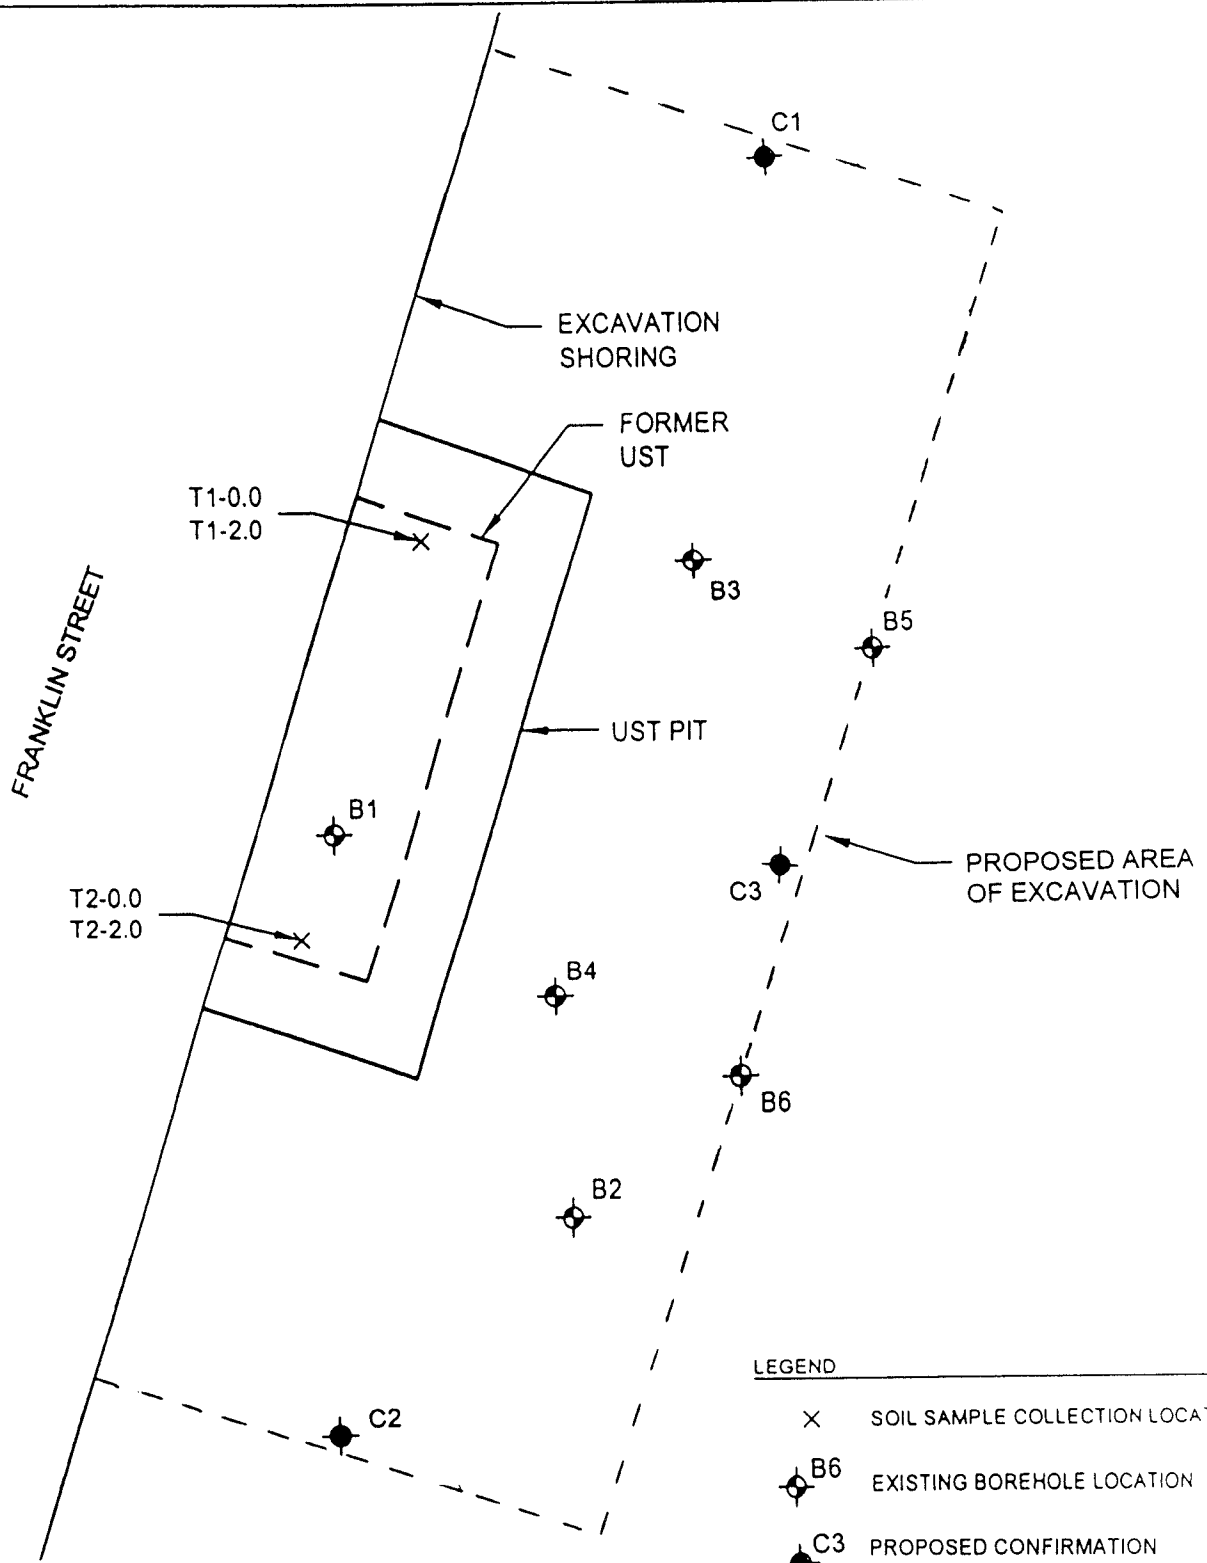 C1
EXCAVATION
SHORING
FORMER
UST
T1-0.0
T1-2.0
B3
B5
FRANKLIN STREET
UST PIT
B1
PROPOSED AREA
OF EXCAVATION
C3
T2-0.0
T2-2.0
B4
B6
B2
LEGEND
C2
SOIL SAMPLE COLLECTION
B6
EXISTING BOREHOLE LOCATION
C3
PROPOSED CONFIRMATION